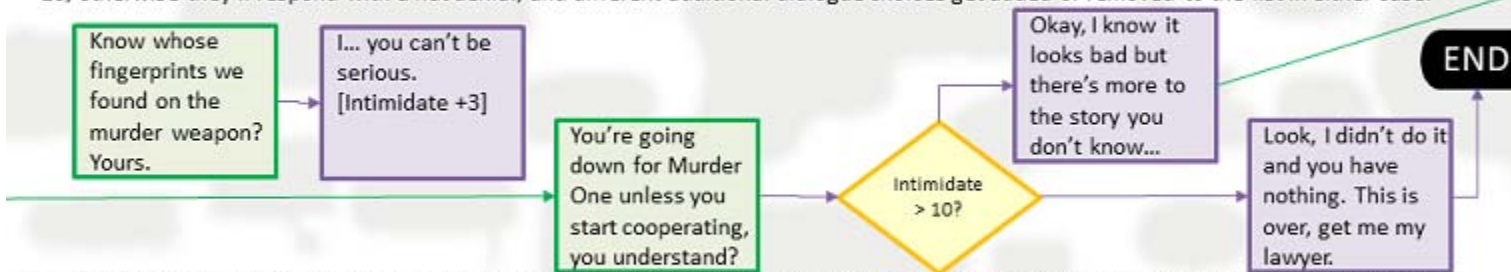 Know whose
fingerprints we
found on the
murder weapon?
Yours.
I... you can't be
serious.
[Intimidate +3]
You're going
down for Murder
One unless you
start cooperating,
you understand?
Intimidate
> 10?
Okay, I know it
looks bad but
there's more to
the story you
don't know...
Look, I didn't do it
and you have
nothing. This is
over, get me my
lawyer.
END